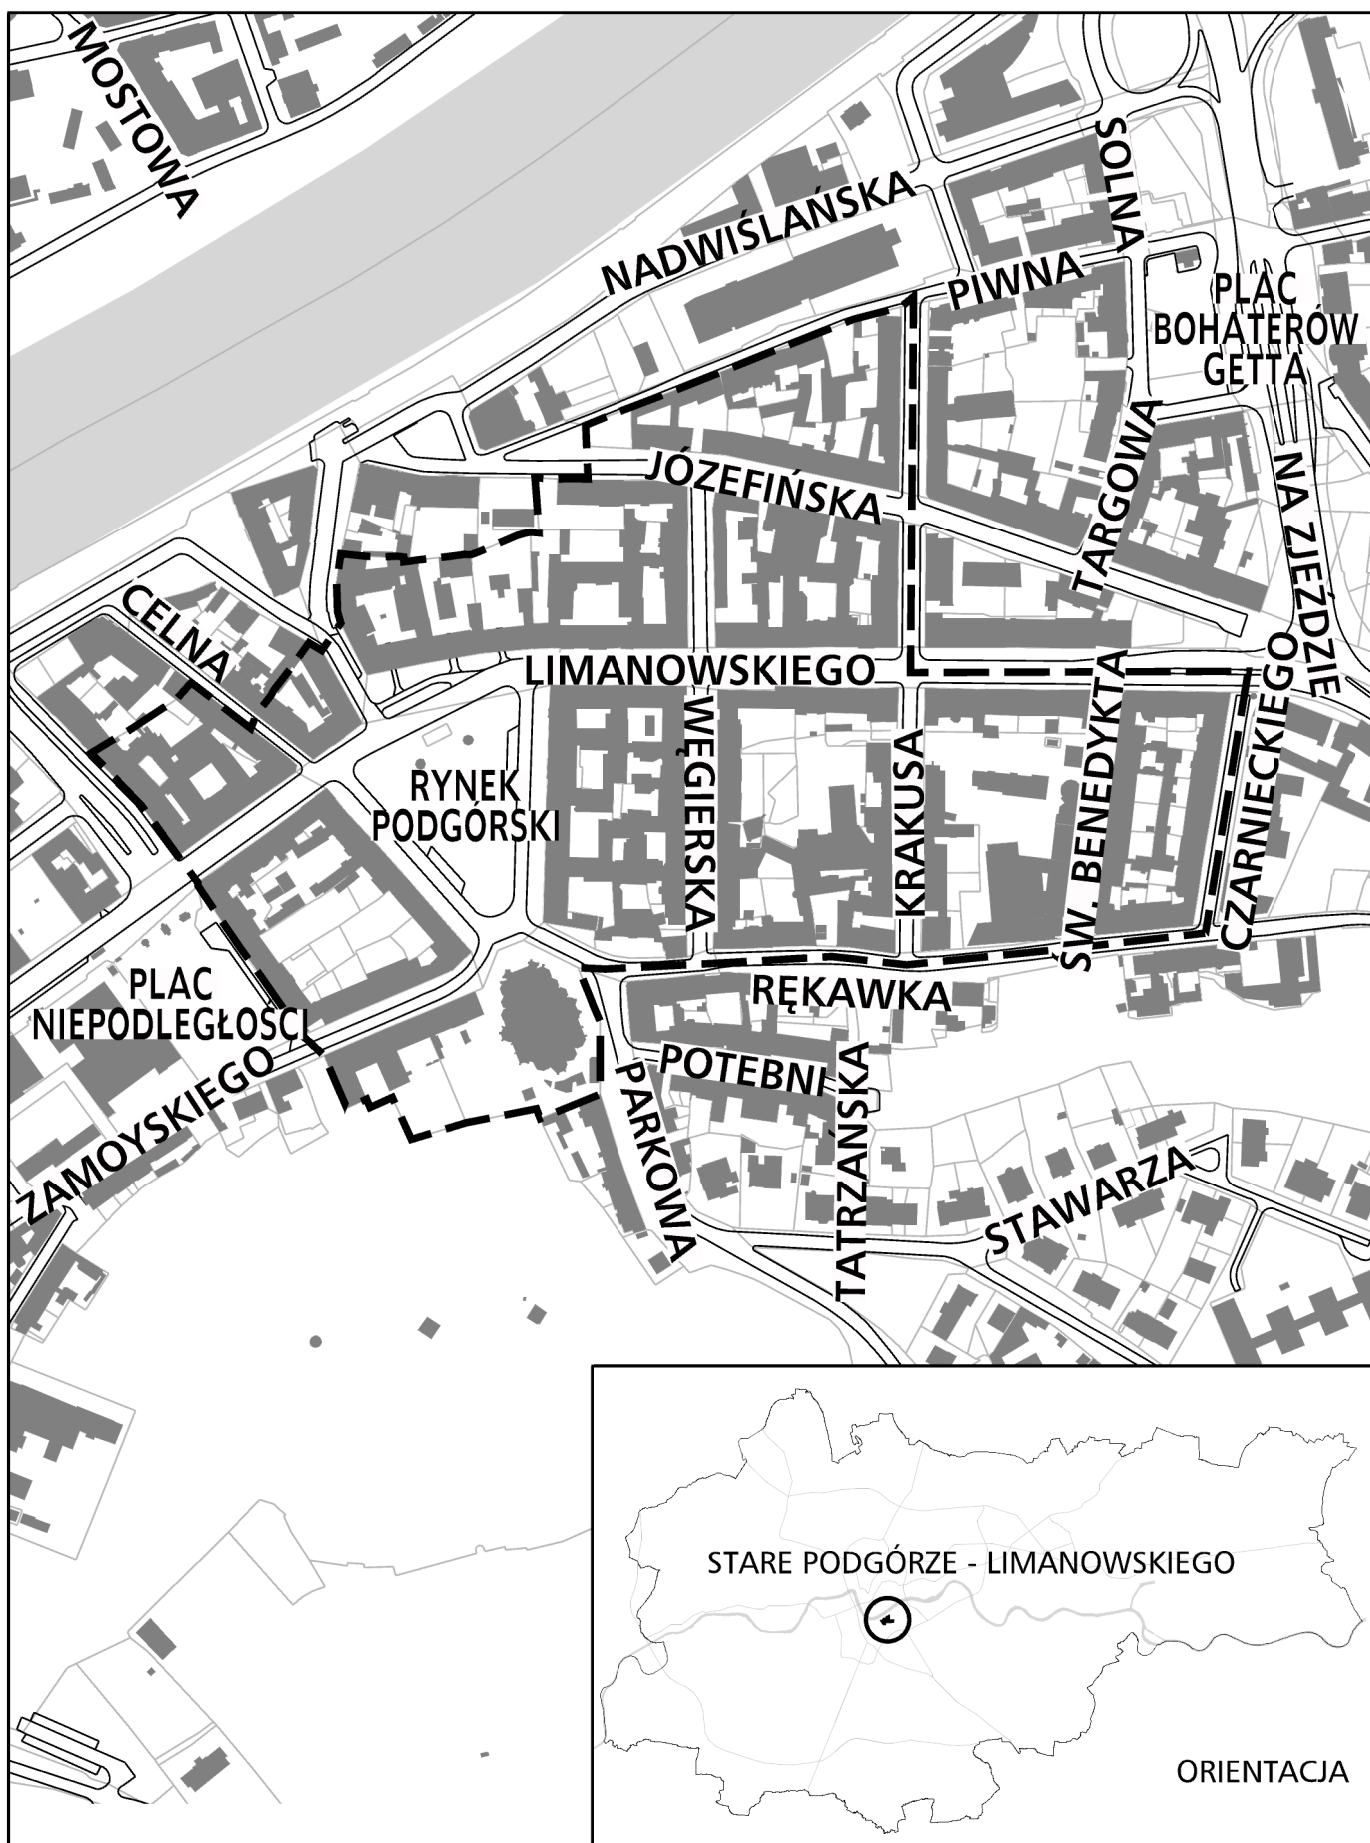 MOSTOWA
SOLNA
NADWIŚLAŃSKA
PIWNA
PLAC
BOHATERÓW
GETTA
JÓZEFIŃSKA
TARGOWA
NA ZJEŹDZIE
CELNA
LIMANOWSKIEGO
WĘGIERSKA
KRAKUSA
ŚW. BENEDYKTA
CZARNIECKIEGO
RYNEK
PODGÓRSKI
PLAC
NIEPODLEGŁOŚCI
RĘKAWKA
ZAMOYSKIEGO
POTEBNI
PARKOWA
TATRZAŃSKA
STAWARZA
STARE PODGÓRZE - LIMANOWSKIEGO
ORIENTACJA